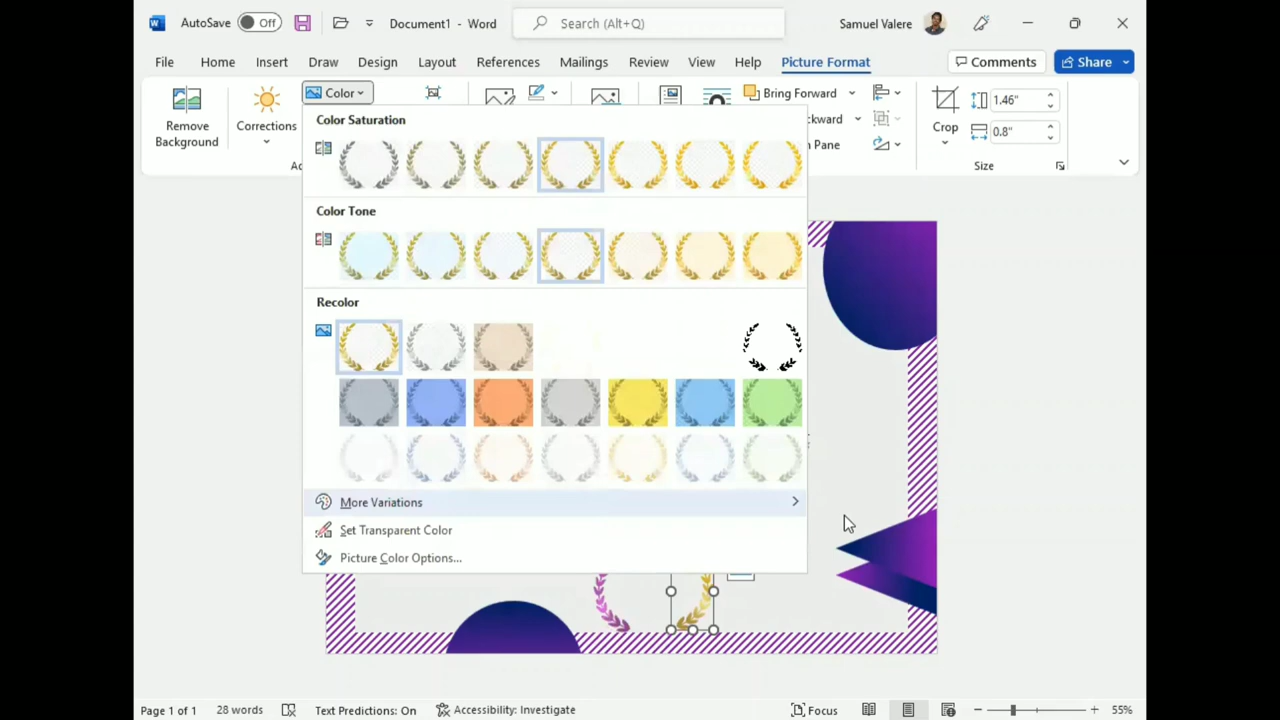 AutoSave Off Document1 - Word Search (Alt+Q) Samuel Valere
File Home Insert Draw Design Layout References Mailings Review View Help Picture Format Comments Share
Remove Background
Corrections
Color
Bring Forward
ckward
n Pane
Crop
1.46"
0.8"
Size
Color Saturation
Color Tone
Recolor
More Variations
Set Transparent Color
Picture Color Options...
Page 1 of 1 28 words Text Predictions: On Accessibility: Investigate Focus 55%